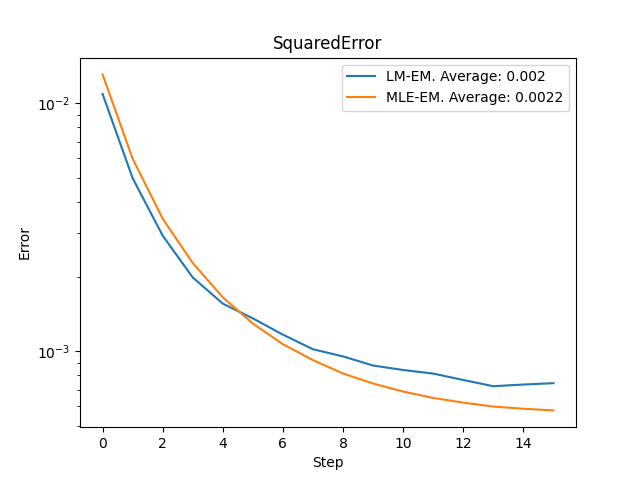 SquaredError
LM-EM. Average: 0.002
MLE-EM. Average: 0.0022
10⁻²
10⁻³
Error
0 2 4 6 8 10 12 14
Step